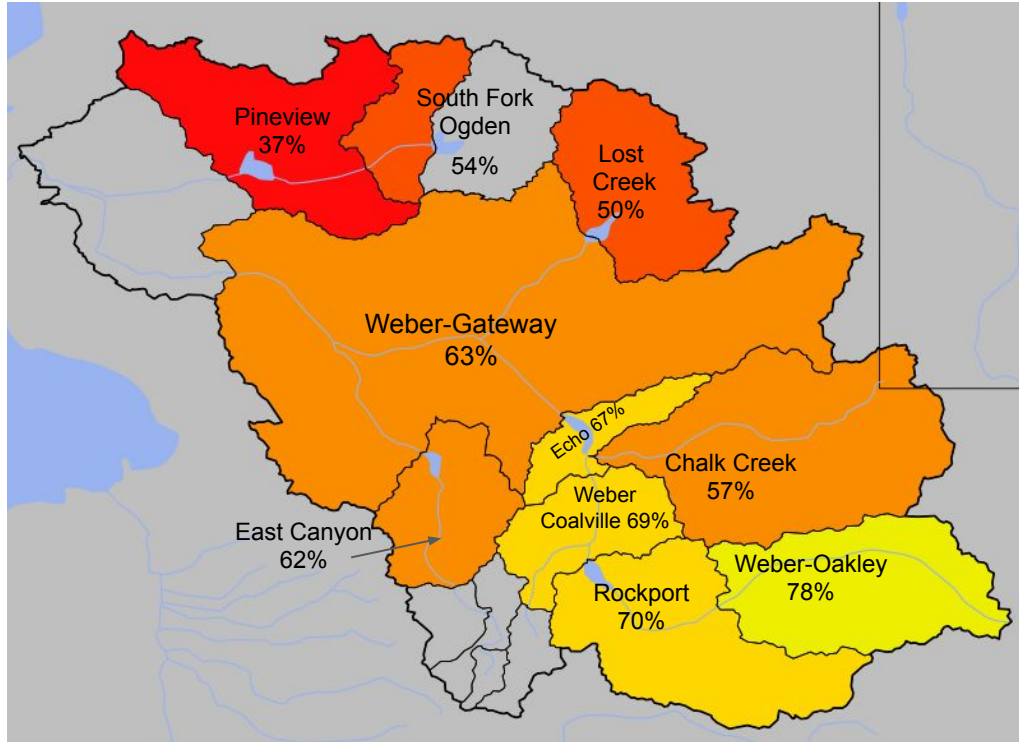 Pineview
37%
South Fork
Ogden
54%
Lost
Creek
50%
Weber-Gateway
63%
Echo 67%
Chalk Creek
57%
Weber
Coalville 69%
East Canyon
62%
Rockport
70%
Weber-Oakley
78%